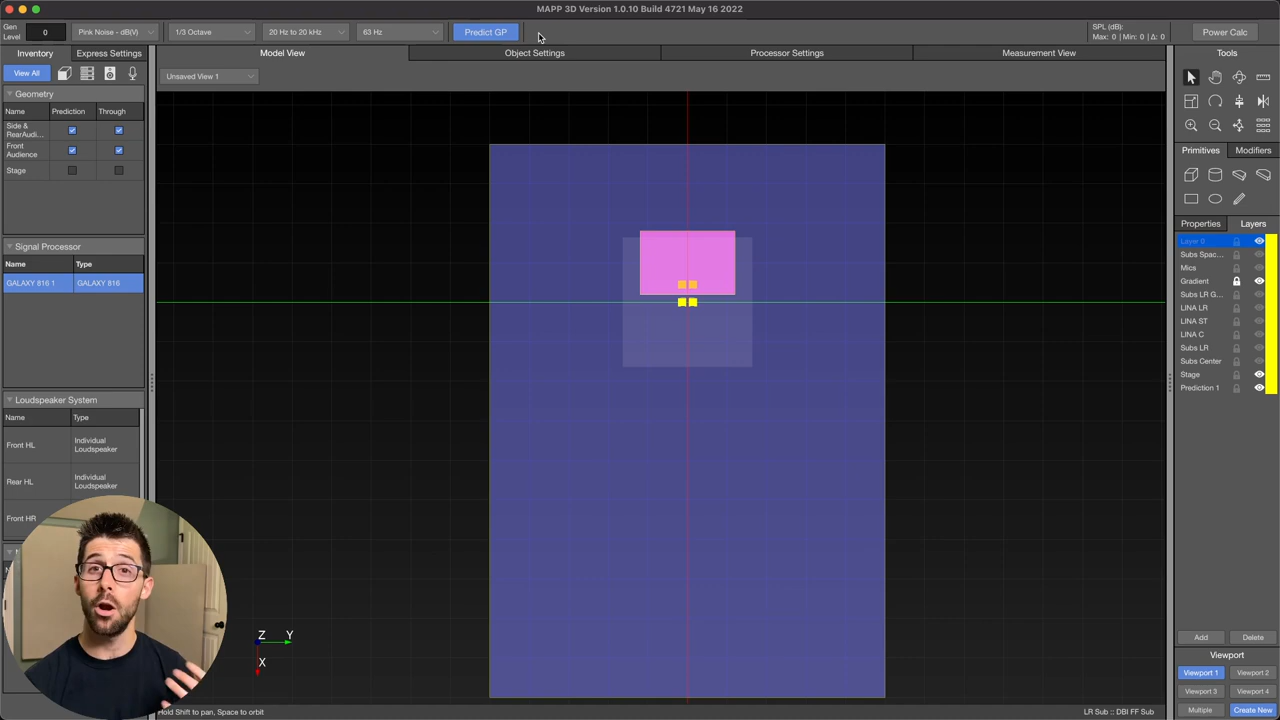 MAPP 3D Version 1.0.10 Build 4721 May 16 2022
Gen Level 0 Pink Noise - dB(V) 1/3 Octave 20 Hz to 20 kHz 63 Hz Predict GP SPL (dB): Max: 0 | Min: 0 | Δ: 0 Power Calc
Inventory Express Settings Model View Object Settings Processor Settings Measurement View Tools
View All Unsaved View 1
Geometry
Name Prediction Through
Side & RearAudi...
Front Audience
Stage
Primitives Modifiers
Signal Processor
Name Type
GALAXY 816 1 GALAXY 816
Properties Layers
Layer 0
Subs Spac...
Mics
Gradient
Subs LR G...
LINA LR
LINA ST
LINA C
Subs LR
Subs Center
Stage
Prediction 1
Loudspeaker System
Name Type
Front HL Individual Loudspeaker
Rear HL Individual Loudspeaker
Front HR
Z Y
X
Add Delete
Viewport
Viewport 1 Viewport 2
Viewport 3 Viewport 4
Multiple Create New
Hold Shift to pan, Space to orbit
LR Sub :: DBI FF Sub